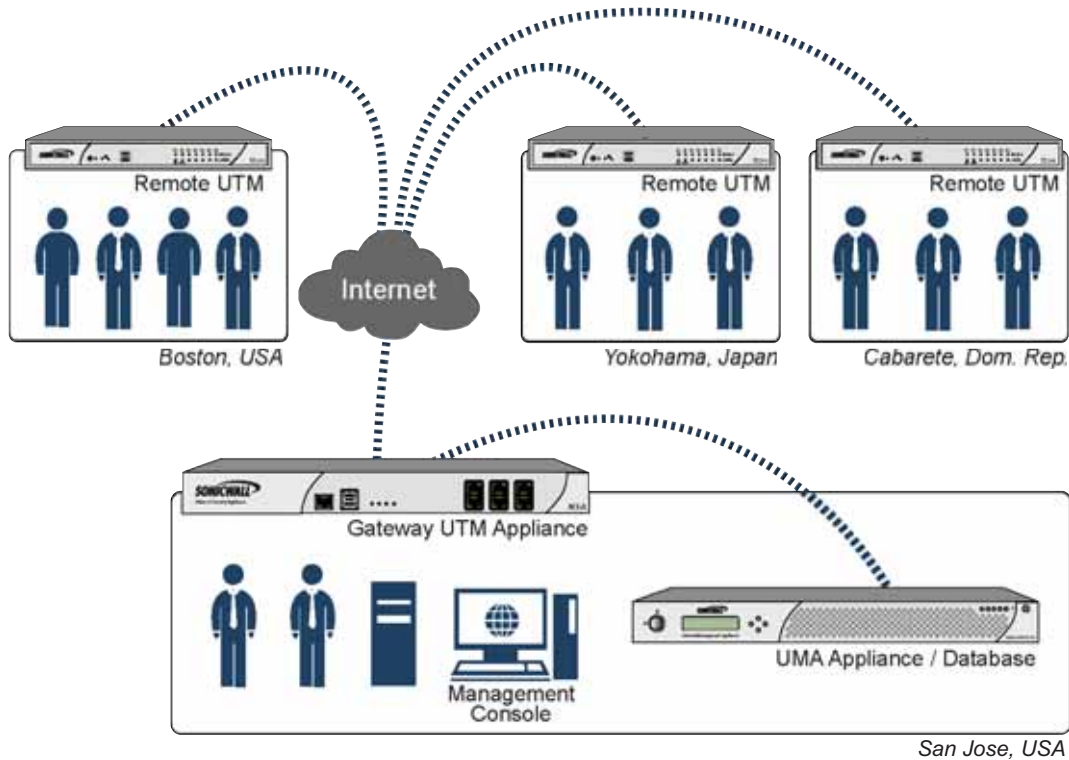 Remote UTM
Remote UTM
Remote UTM
Internet
Boston, USA
Yokohama, Japan
Cabarete, Dom. Rep.
SONICWALL
Gateway UTM Appliance
UMA Appliance / Database
Management
Console
San Jose, USA